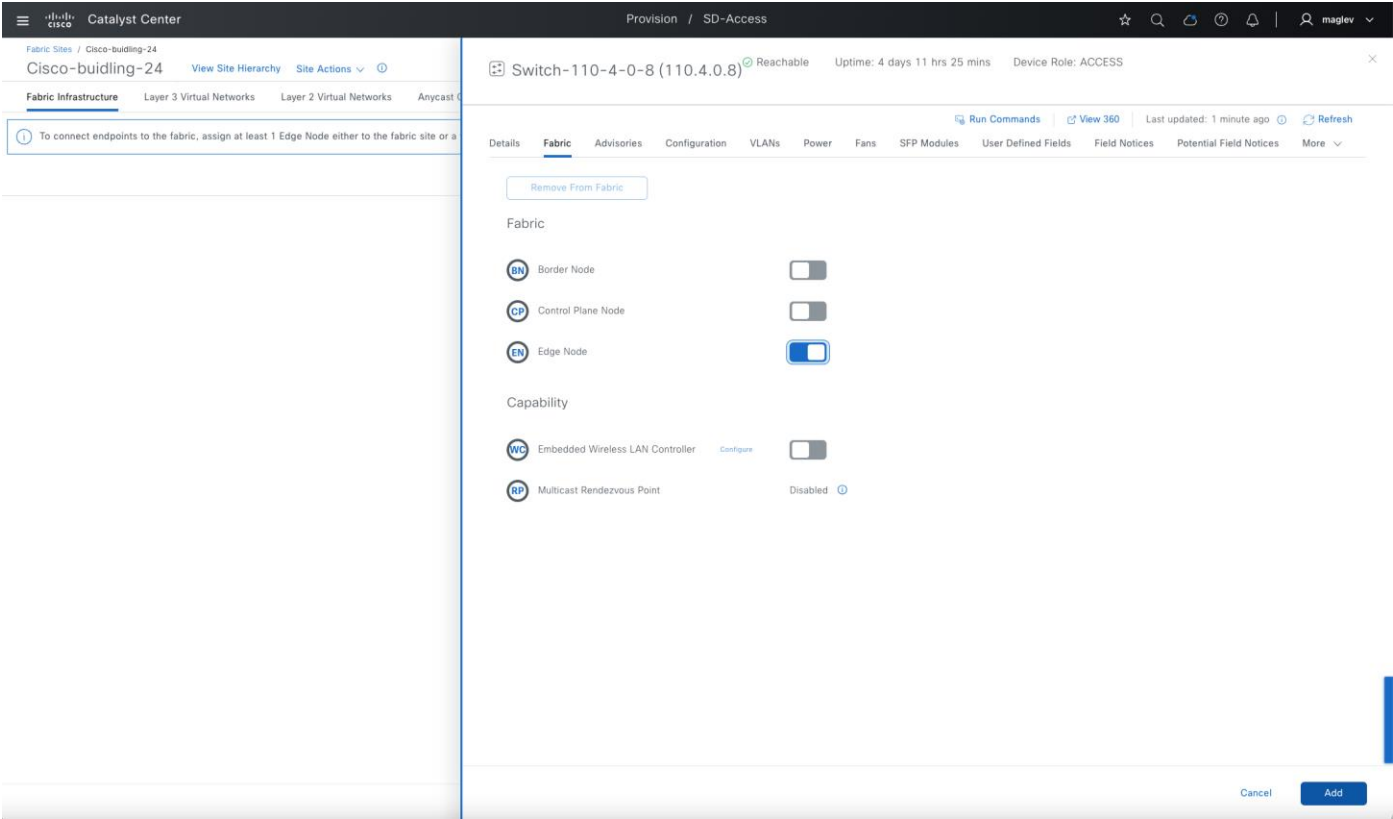 cisco Catalyst Center
Provision / SD-Access
maglev
Fabric Sites / Cisco-buidling-24
Cisco-buidling-24 View Site Hierarchy Site Actions
Fabric Infrastructure Layer 3 Virtual Networks Layer 2 Virtual Networks Anycast
To connect endpoints to the fabric, assign at least 1 Edge Node either to the fabric site or a
Switch-110-4-0-8 (110.4.0.8) Reachable Uptime: 4 days 11 hrs 25 mins Device Role: ACCESS
Run Commands View 360 Last updated: 1 minute ago Refresh
Details Fabric Advisories Configuration VLANs Power Fans SFP Modules User Defined Fields Field Notices Potential Field Notices More
Remove From Fabric
Fabric
BN Border Node
CP Control Plane Node
EN Edge Node
Capability
WC Embedded Wireless LAN Controller Configure
RP Multicast Rendezvous Point Disabled
Cancel Add